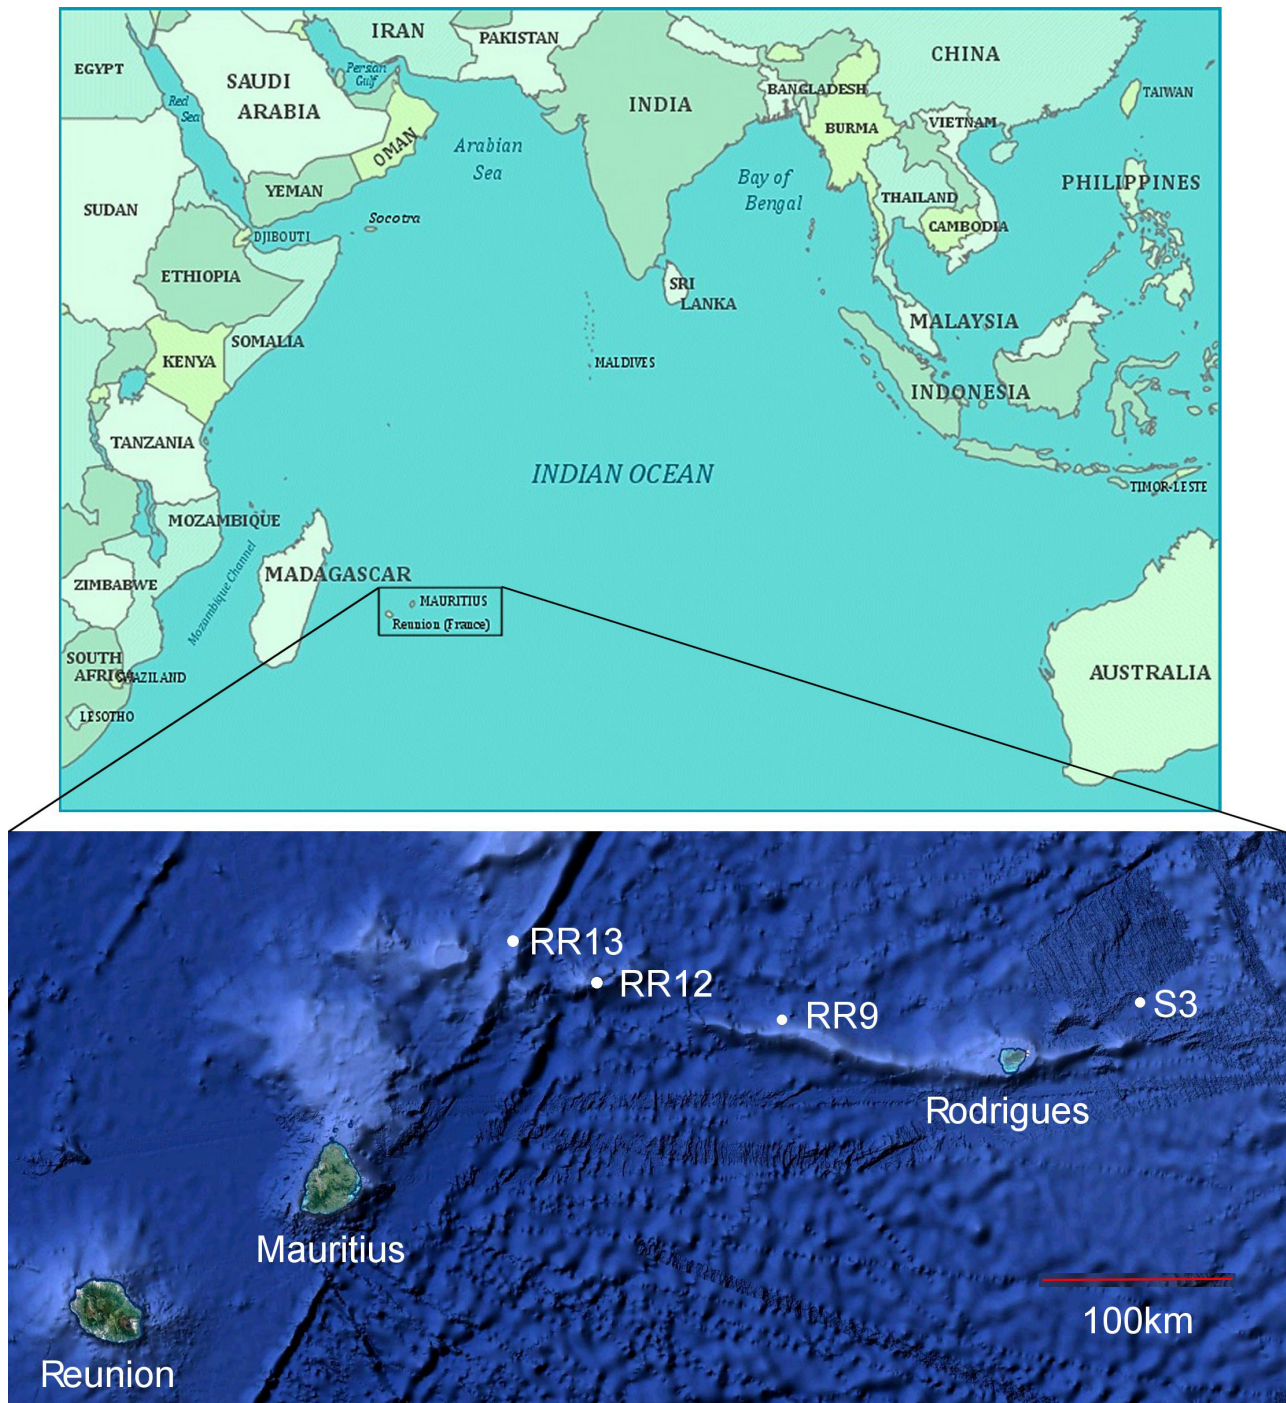 IRAN
PAKISTAN
CHINA
EGYPT
SAUDI
ARABIA
Persian
Gulf
Red
Sea
INDIA
BANGLADESH
TAIWAN
VIETNAM
BURMA
OMAN
Arabian
Sea
Bay of
Bengal
PHILIPPINES
YEMEN
THAILAND
SUDAN
Socotra
CAMBODIA
DJIBOUTI
ETHIOPIA
SRI
LANKA
MALAYSIA
SOMALIA
KENYA
MALDIVES
INDONESIA
TANZANIA
INDIAN OCEAN
TIMOR-LESTE
MOZAMBIQUE
Mozambique Channel
MADAGASCAR
ZIMBABWE
MAURITIUS
Reunion (France)
SOUTH
AFRICA
SWAZILAND
AUSTRALIA
LESOTHO
RR13
RR12
RR9
S3
Rodrigues
Mauritius
100km
Reunion